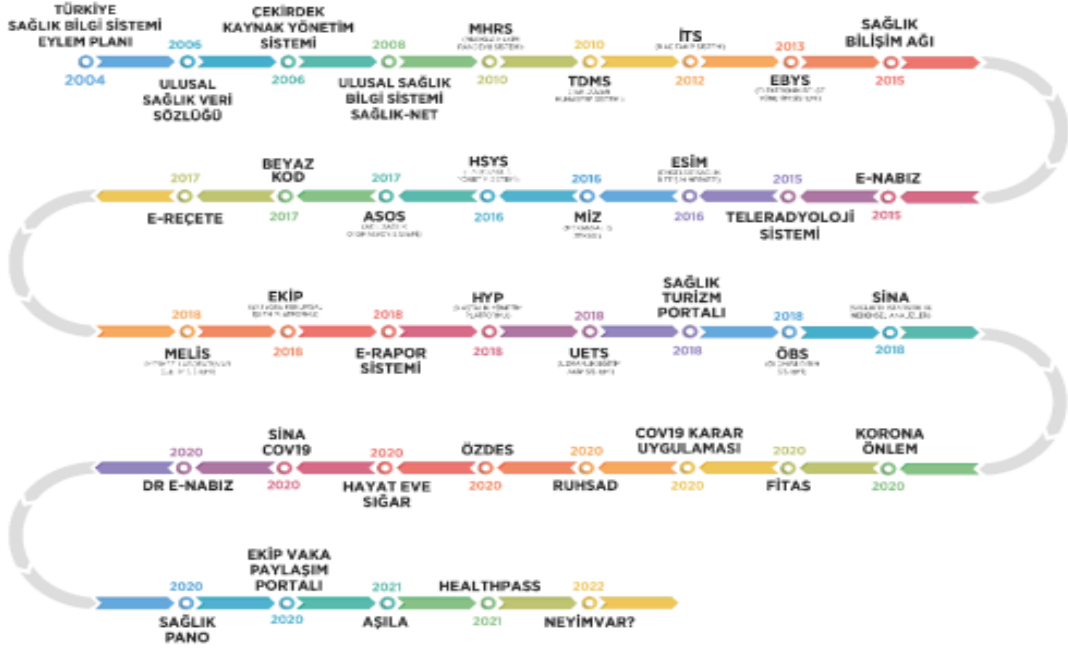 TÜRKİYE
SAĞLIK BİLGİ SİSTEMİ
EYLEM PLANI
2004
2006
ULUSAL
SAĞLIK VERİ
SÖZLÜĞÜ
ÇEKİRDEK
KAYNAK YÖNETİM
SİSTEMİ
2006
2008
ULUSAL SAĞLIK
BİLGİ SİSTEMİ
SAĞLIK-NET
MHRS
2010
2010
TDMS
İTS
2012
2013
EBYS
SAĞLIK
BİLİŞİM AĞI
2015
E-NABIZ
2015
2015
TELERADYOLOJİ
SİSTEMİ
ESİM
2016
2016
MİZ
HSYS
2016
2017
ASOS
BEYAZ
KOD
2017
2017
E-REÇETE
2018
MELİS
EKİP
2018
2018
E-RAPOR
SİSTEMİ
HYP
2018
2018
UETS
SAĞLIK
TURİZM
PORTALI
2018
2018
ÖBS
SİNA
2018
KORONA
ÖNLEM
2020
2020
FİTAS
COV19 KARAR
UYGULAMASI
2020
2020
RUHSAD
ÖZDES
2020
2020
HAYAT EVE
SIĞAR
SİNA
COV19
2020
2020
DR E-NABIZ
2020
SAĞLIK
PANO
EKİP VAKA
PAYLAŞIM
PORTALI
2020
2021
AŞILA
HEALTHPASS
2021
2022
NEYİMVAR?